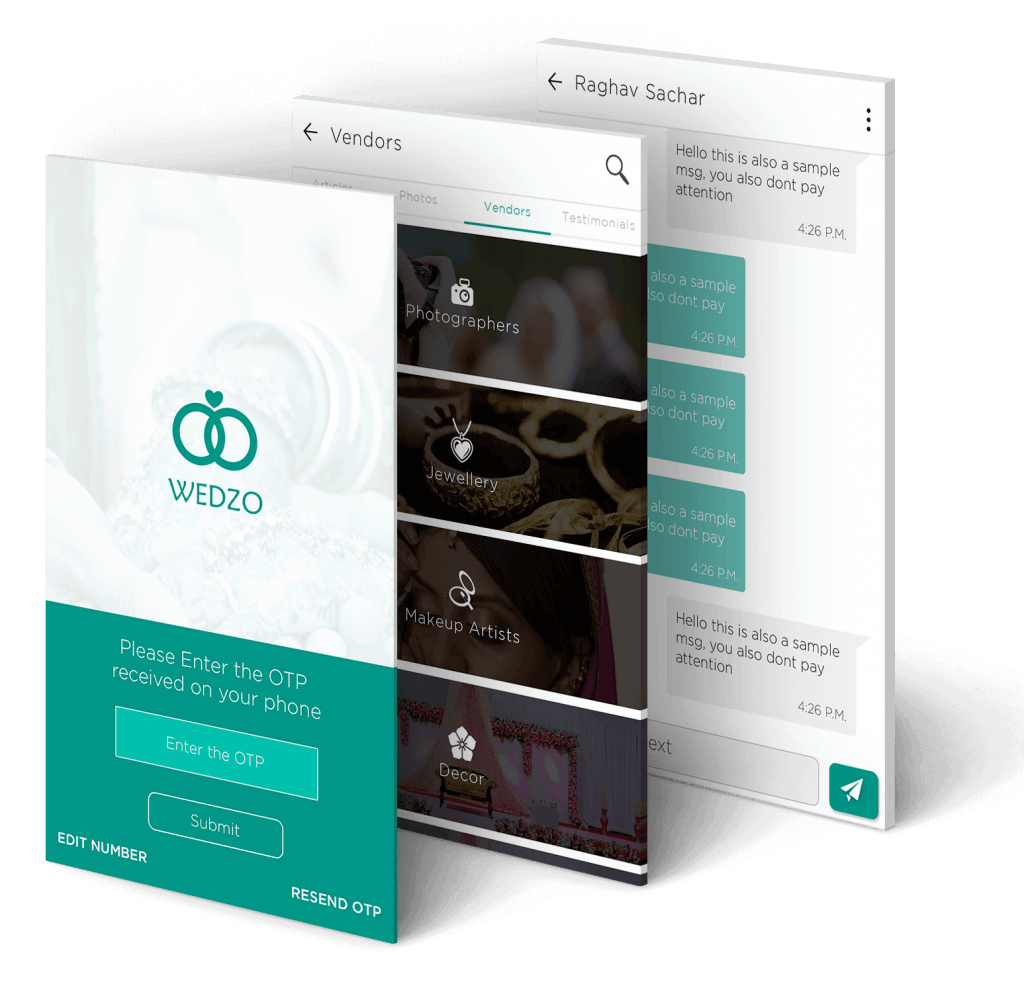 WEDZO
Please Enter the OTP
received on your phone
Enter the OTP
Submit
EDIT NUMBER
RESEND OTP
Vendors
Articles
Photos
Vendors
Testimonials
Photographers
Jewellery
Makeup Artists
Decor
Raghav Sachar
Hello this is also a sample
msg, you also dont pay
attention
4:26 P.M.
also a sample
lso dont pay
4:26 P.M.
also a sample
so dont pay
4:26 P.M.
also a sample
so dont pay
4:26 P.M.
Hello this is also a sample
msg, you also dont pay
attention
4:26 P.M.
ext